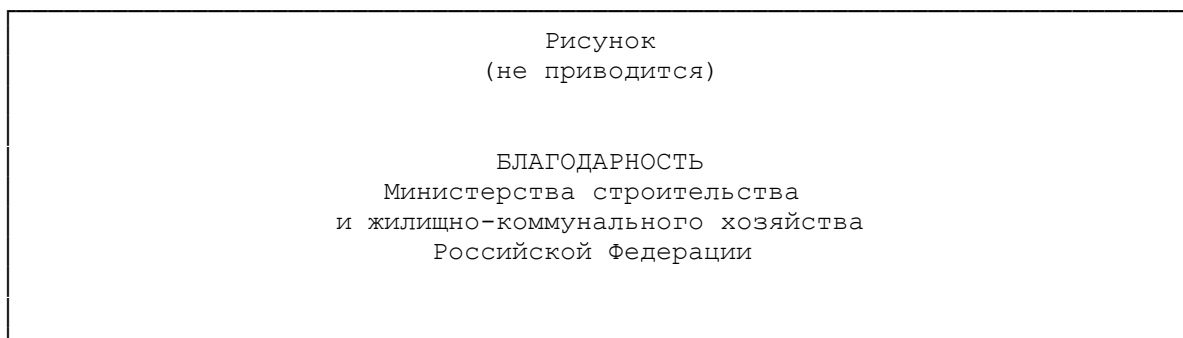 Рисунок
(не приводится)
БЛАГОДАРНОСТЬ
Министерства строительства
и жилищно-коммунального хозяйства
Российской Федерации